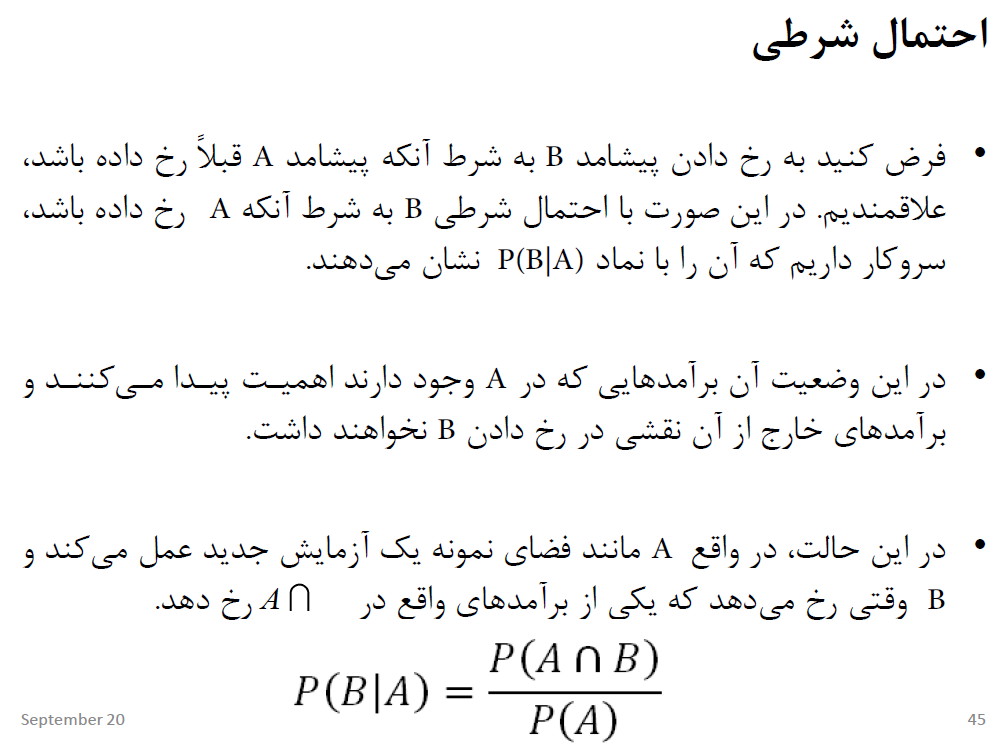 احتمال شرطی
• فرض کنید به رخ دادن پیشامد B به شرط آنکه پیشامد A قبلاً رخ داده باشد،
علاقمندیم. در این صورت با احتمال شرطی B به شرط آنکه A رخ داده باشد،
سروکار داریم که آن را با نماد P(B|A) نشان می‌دهند.
• در این وضعیت آن برآمدهایی که در A وجود دارند اهمیت پیدا می‌کنند و
برآمدهای خارج از آن نقشی در رخ دادن B نخواهند داشت.
• در این حالت، در واقع A مانند فضای نمونه یک آزمایش جدید عمل می‌کند و
B وقتی رخ می‌دهد که یکی از برآمدهای واقع در A ∩ رخ دهد.
P(B|A) = P(A ∩ B) / P(A)
September 20
45